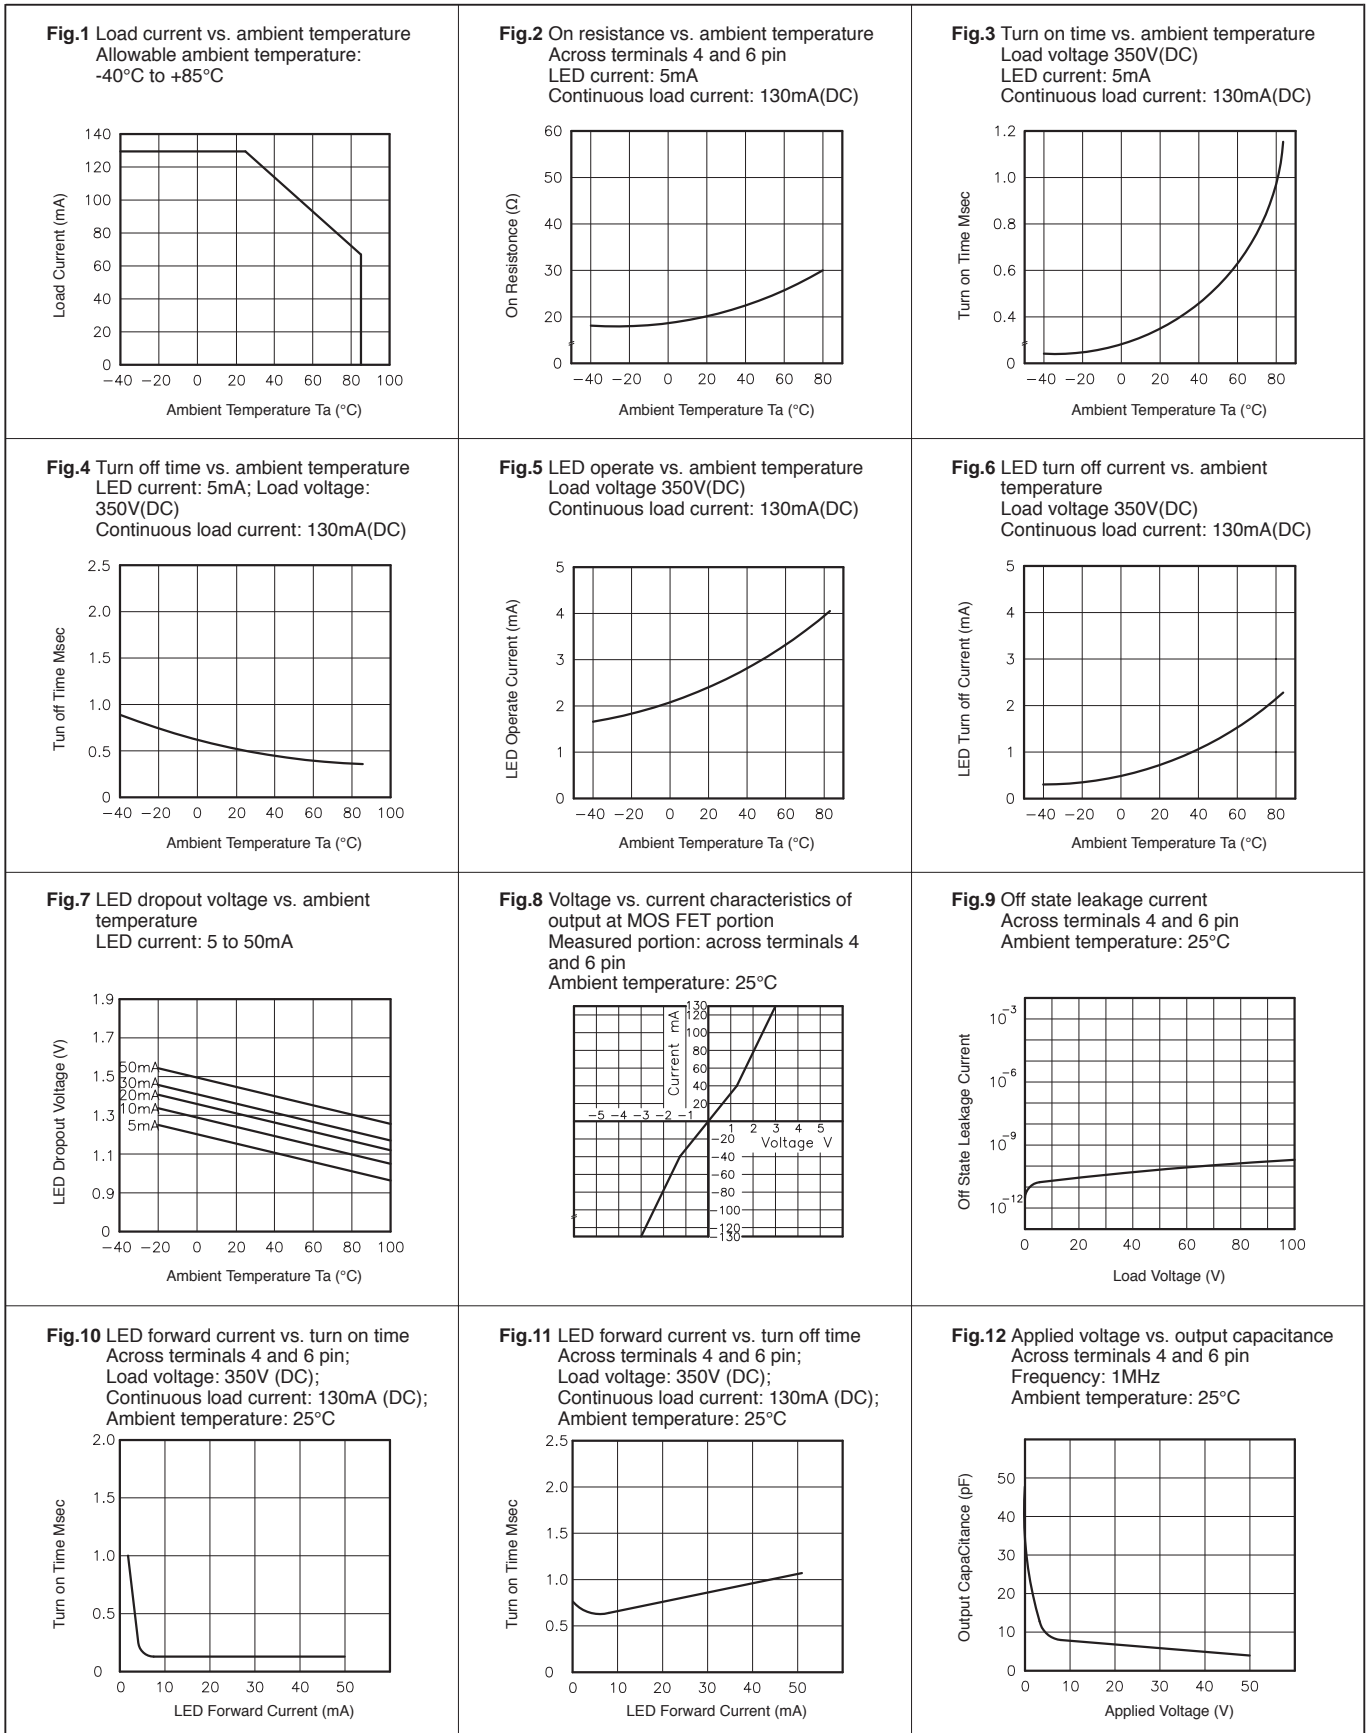 Fig.1 Load current vs. ambient temperature
Allowable ambient temperature:
-40°C to +85°C
140
120
100
80
60
40
20
0
Load Current (mA)
−40 −20 0 20 40 60 80 100
Ambient Temperature Ta (°C)
Fig.2 On resistance vs. ambient temperature
Across terminals 4 and 6 pin
LED current: 5mA
Continuous load current: 130mA(DC)
60
50
40
30
20
0
On Resistonce (Ω)
−40 −20 0 20 40 60 80
Ambient Temperature Ta (°C)
Fig.3 Turn on time vs. ambient temperature
Load voltage 350V(DC)
LED current: 5mA
Continuous load current: 130mA(DC)
1.2
1.0
0.8
0.6
0.4
0
Turn on Time Msec
−40 −20 0 20 40 60 80
Ambient Temperature Ta (°C)
Fig.4 Turn off time vs. ambient temperature
LED current: 5mA; Load voltage:
350V(DC)
Continuous load current: 130mA(DC)
2.5
2.0
1.5
1.0
0.5
0
Tun off Time Msec
−40 −20 0 20 40 60 80 100
Ambient Temperature Ta (°C)
Fig.5 LED operate vs. ambient temperature
Load voltage 350V(DC)
Continuous load current: 130mA(DC)
5
4
3
2
1
0
LED Operate Current (mA)
−40 −20 0 20 40 60 80
Ambient Temperature Ta (°C)
Fig.6 LED turn off current vs. ambient
temperature
Load voltage 350V(DC)
Continuous load current: 130mA(DC)
5
4
3
2
1
0
LED Turn off Current (mA)
−40 −20 0 20 40 60 80
Ambient Temperature Ta (°C)
Fig.7 LED dropout voltage vs. ambient
temperature
LED current: 5 to 50mA
1.9
1.7
1.5
1.3
1.1
0.9
0
50mA
30mA
20mA
10mA
5mA
LED Dropout Voltage (V)
−40 −20 0 20 40 60 80 100
Ambient Temperature Ta (°C)
Fig.8 Voltage vs. current characteristics of
output at MOS FET portion
Measured portion: across terminals 4
and 6 pin
Ambient temperature: 25°C
130
120
100
80
60
40
20
Current mA
−5 −4 −3 −2 −1
1 2 3 4 5
Voltage V
−20
−40
−60
−80
−100
−120
−130
Fig.9 Off state leakage current
Across terminals 4 and 6 pin
Ambient temperature: 25°C
10−3
10−6
10−9
10−12
Off State Leakage Current
0 20 40 60 80 100
Load Voltage (V)
Fig.10 LED forward current vs. turn on time
Across terminals 4 and 6 pin;
Load voltage: 350V (DC);
Continuous load current: 130mA (DC);
Ambient temperature: 25°C
2.0
1.5
1.0
0.5
0
Turn on Time Msec
0 10 20 30 40 50
LED Forward Current (mA)
Fig.11 LED forward current vs. turn off time
Across terminals 4 and 6 pin;
Load voltage: 350V (DC);
Continuous load current: 130mA (DC);
Ambient temperature: 25°C
2.5
2.0
1.5
1.0
0.5
0
Turn on Time Msec
0 10 20 30 40 50
LED Forward Current (mA)
Fig.12 Applied voltage vs. output capacitance
Across terminals 4 and 6 pin
Frequency: 1MHz
Ambient temperature: 25°C
50
40
30
20
10
0
Output CapaCitance (pF)
0 10 20 30 40 50
Applied Voltage (V)